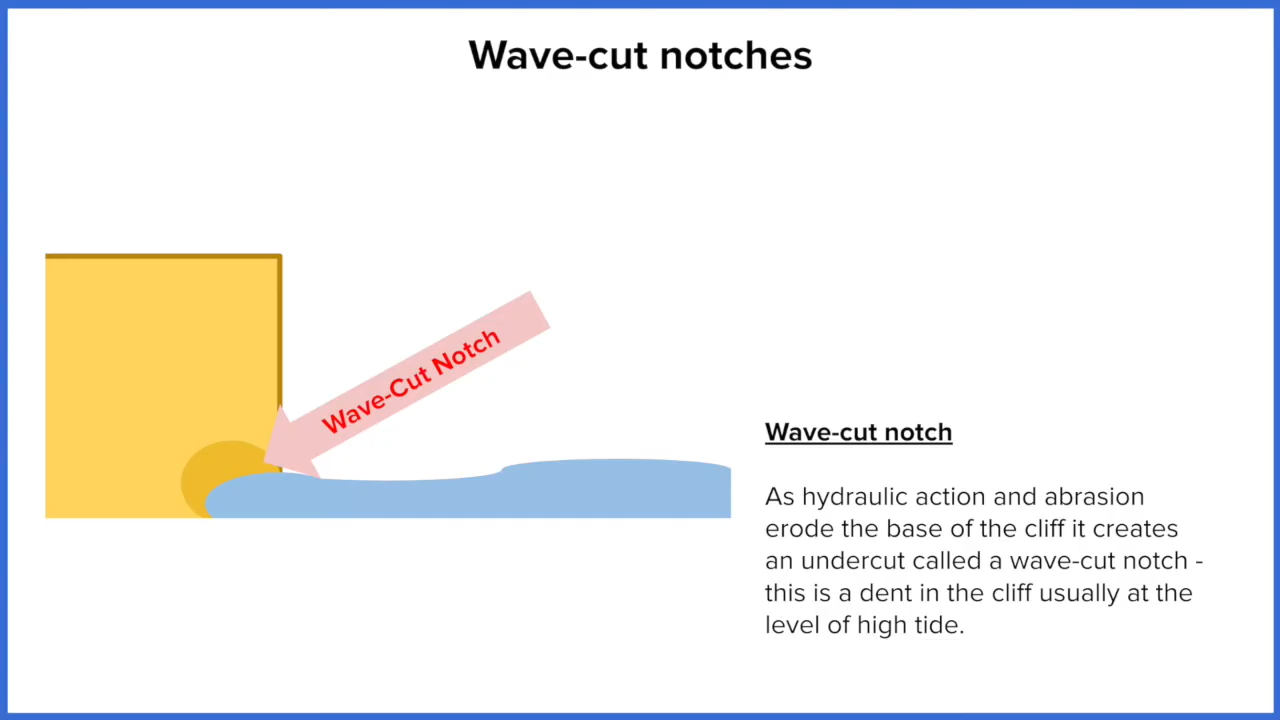 Wave-cut notches
Wave-Cut Notch
Wave-cut notch
As hydraulic action and abrasion
erode the base of the cliff it creates
an undercut called a wave-cut notch -
this is a dent in the cliff usually at the
level of high tide.